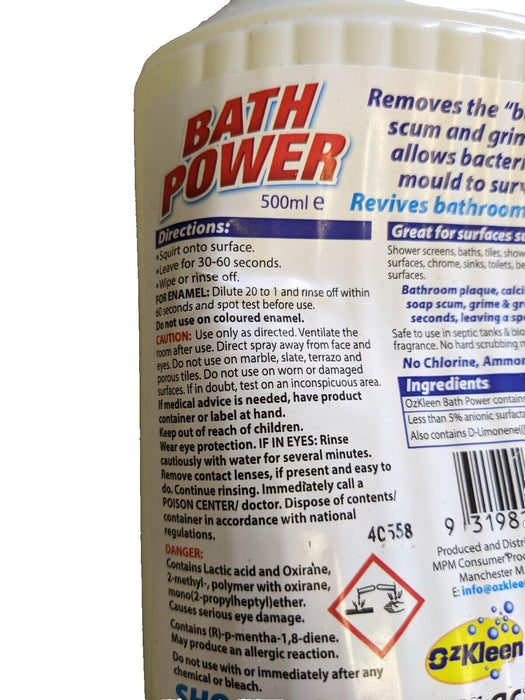 BATH
POWER
500ml e
Directions:
•Squirt onto surface.
•Leave for 30-60 seconds.
•Wipe or rinse off.
FOR ENAMEL: Dilute 20 to 1 and rinse off within
60 seconds and spot test before use.
Do not use on coloured enamel.
CAUTION: Use only as directed. Ventilate the
room after use. Direct spray away from face and
eyes. Do not use on marble, slate, terrazo and
porous tiles. Do not use on worn or damaged
surfaces. If in doubt, test on an inconspicuous area.
If medical advice is needed, have product
container or label at hand.
Keep out of reach of children.
Wear eye protection. IF IN EYES: Rinse
cautiously with water for several minutes.
Remove contact lenses, if present and easy to
do. Continue rinsing. Immediately call a
POISON CENTER/ doctor. Dispose of contents/
container in accordance with national
regulations.
DANGER:
Contains Lactic acid and Oxirane,
2-methyl-, polymer with oxirane,
mono(2-propylheptyl)ether.
Causes serious eye damage.
Contains (R)-p-mentha-1,8-diene.
May produce an allergic reaction.
Do not use with or immediately after any
chemical or bleach.
Removes the "b
scum and grin
allows bacteri
mould to surv
Revives bathroom
Great for surfaces su
Shower screens, baths, tiles, show
surfaces, chrome, sinks, toilets, be
surfaces.
Bathroom plaque, calci
soap scum, grime & gr
seconds, leaving a spa
Safe to use in septic tanks & bio
fragrance. No hard scrubbing n
No Chlorine, Ammon
Ingredients
OzKleen Bath Power contains
Less than 5% anionic surfacta
Also contains D-Limonene
40558
9 31983
Produced and Distri
MPM Consumer Prod
Manchester M
E: info@ozklee
OzKleen